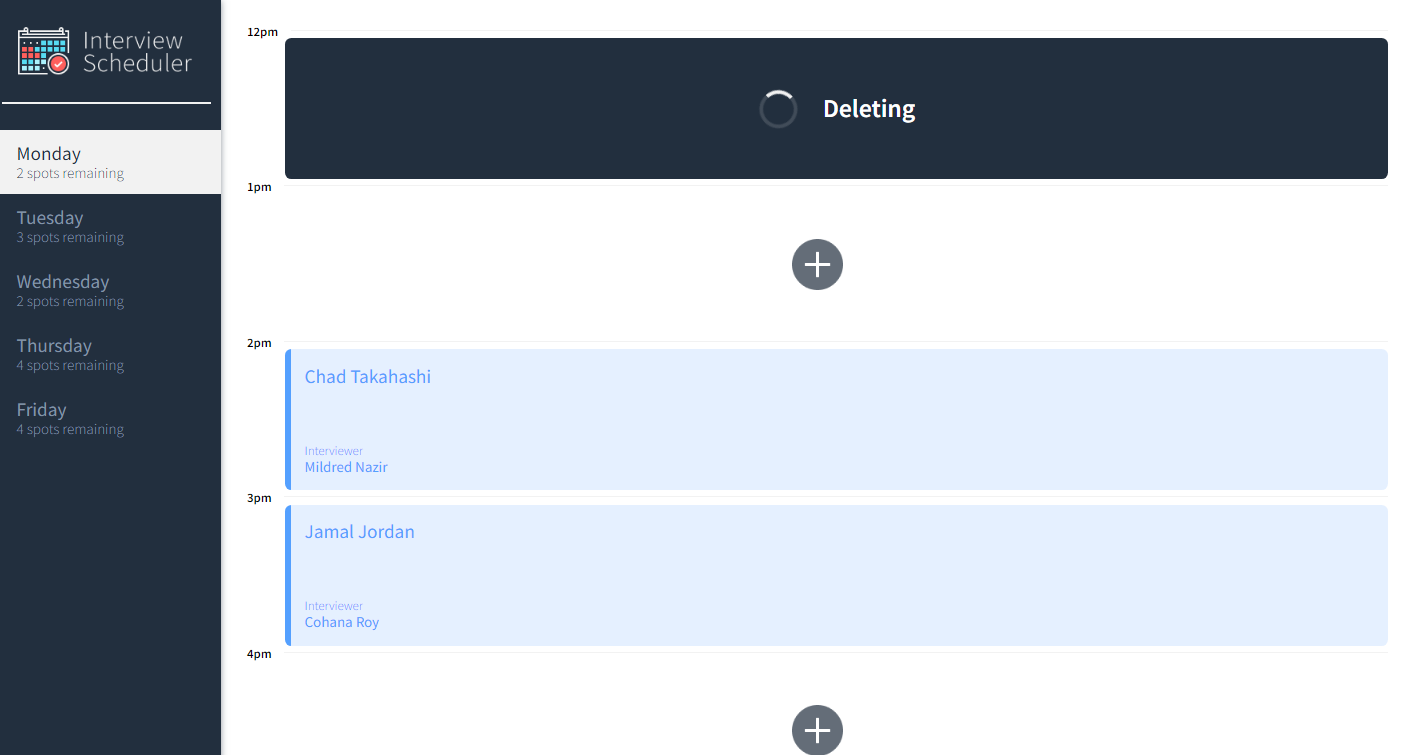 Interview
Scheduler
Monday
2 spots remaining
Tuesday
3 spots remaining
Wednesday
2 spots remaining
Thursday
4 spots remaining
Friday
4 spots remaining
12pm
Deleting
1pm
2pm
Chad Takahashi
Interviewer
Mildred Nazir
3pm
Jamal Jordan
Interviewer
Cohana Roy
4pm